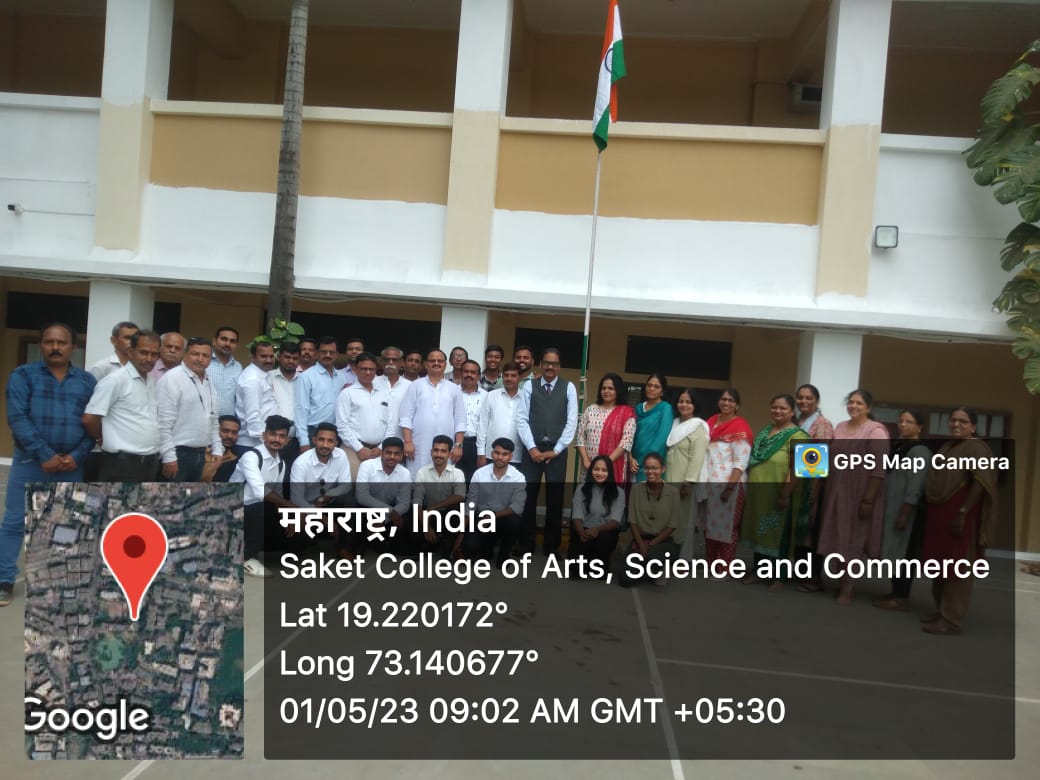 GPS Map Camera
महाराष्ट्र, India
Saket College of Arts, Science and Commerce
Lat 19.220172°
Long 73.140677°
01/05/23 09:02 AM GMT +05:30
Google